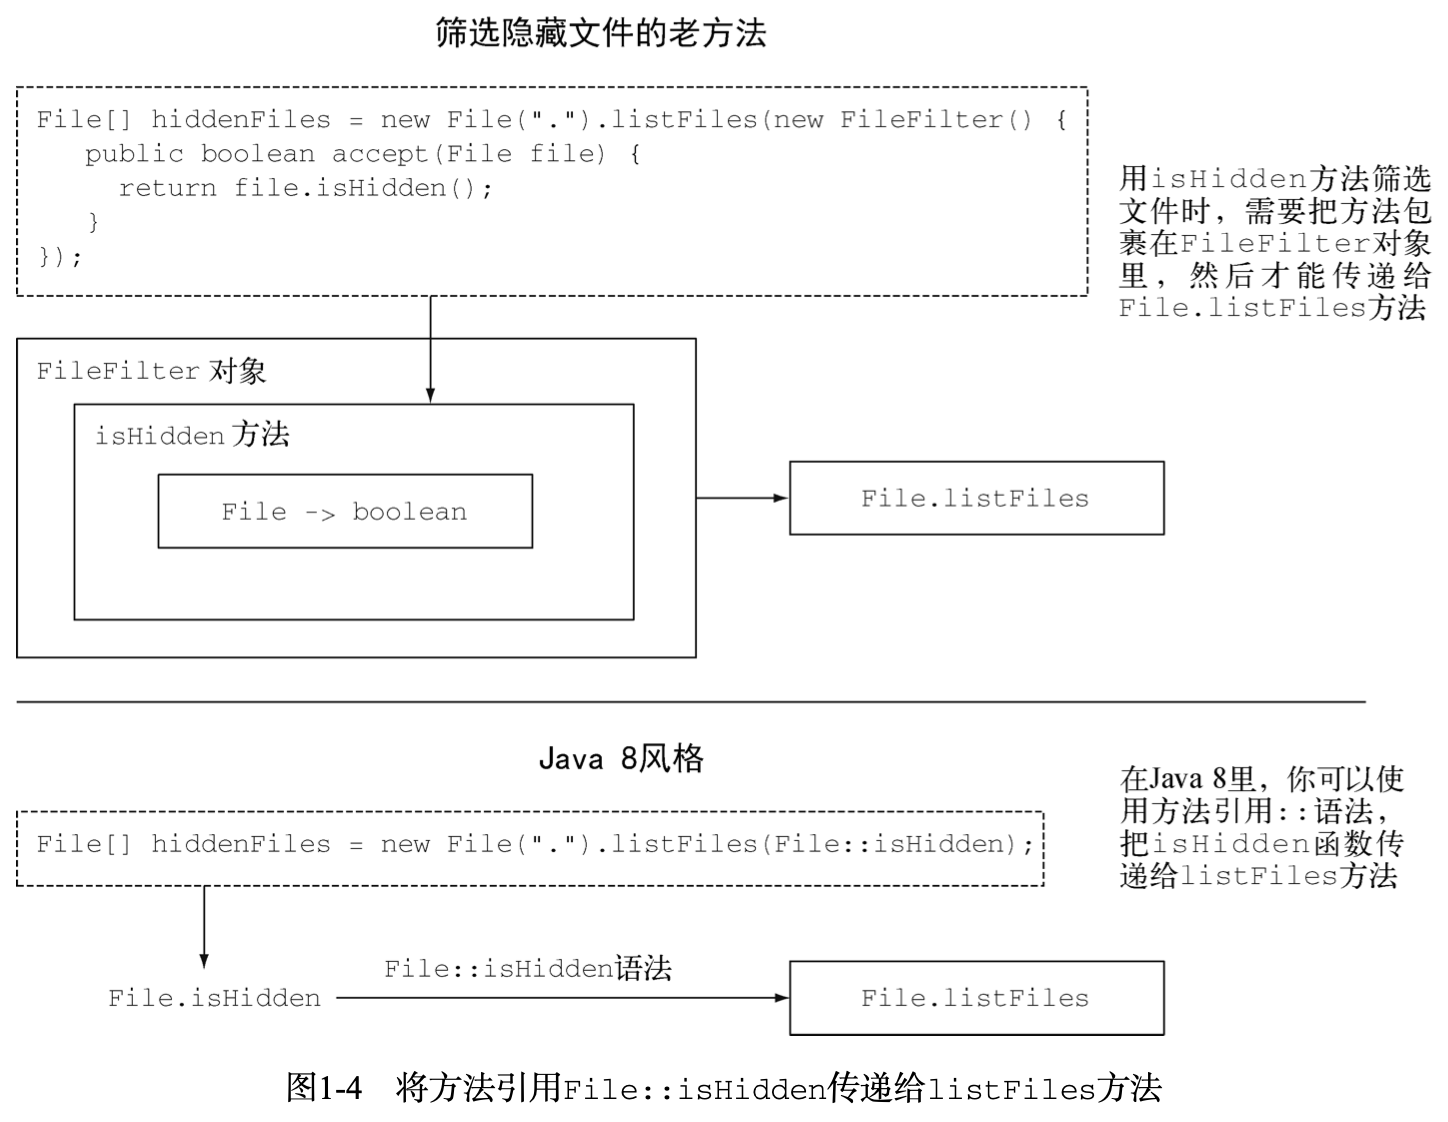 筛选隐藏文件的老方法
File[] hiddenFiles = new File(".").listFiles(new FileFilter() {
public boolean accept(File file) {
return file.isHidden();
}
});
用isHidden方法筛选
文件时，需要把方法包
裹在FileFilter对象
里，然后才能传递给
File.listFiles方法
FileFilter 对象
isHidden 方法
File -> boolean
File.listFiles
Java 8风格
File[] hiddenFiles = new File(".").listFiles(File::isHidden);
在Java 8里，你可以使
用方法引用::语法，
把isHidden函数传
递给listFiles方法
File::isHidden语法
File.isHidden
File.listFiles
图1-4 将方法引用File::isHidden传递给listFiles方法